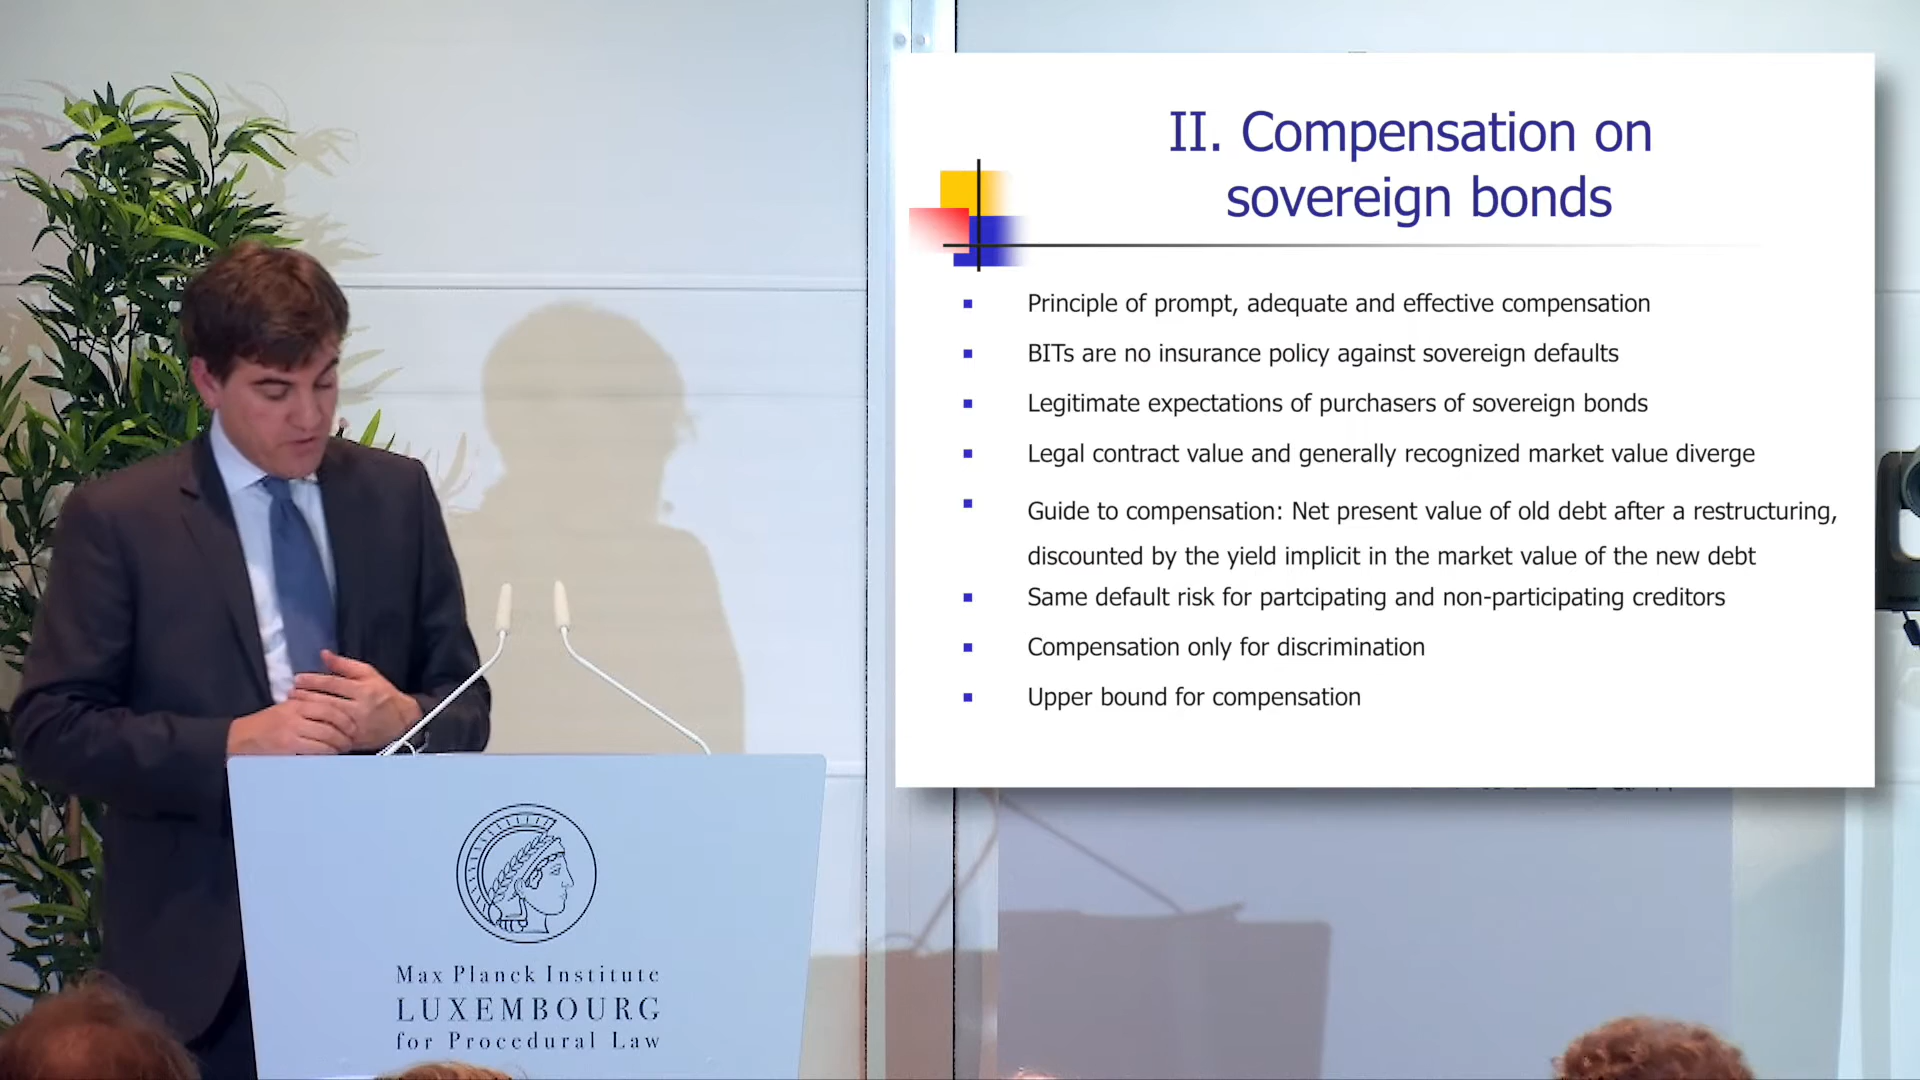 II. Compensation on
sovereign bonds
Principle of prompt, adequate and effective compensation
BITs are no insurance policy against sovereign defaults
Legitimate expectations of purchasers of sovereign bonds
Legal contract value and generally recognized market value diverge
Guide to compensation: Net present value of old debt after a restructuring,
discounted by the yield implicit in the market value of the new debt
Same default risk for partcipating and non-participating creditors
Compensation only for discrimination
Upper bound for compensation
Max Planck Institute
LUXEMBOURG
for Procedural Law